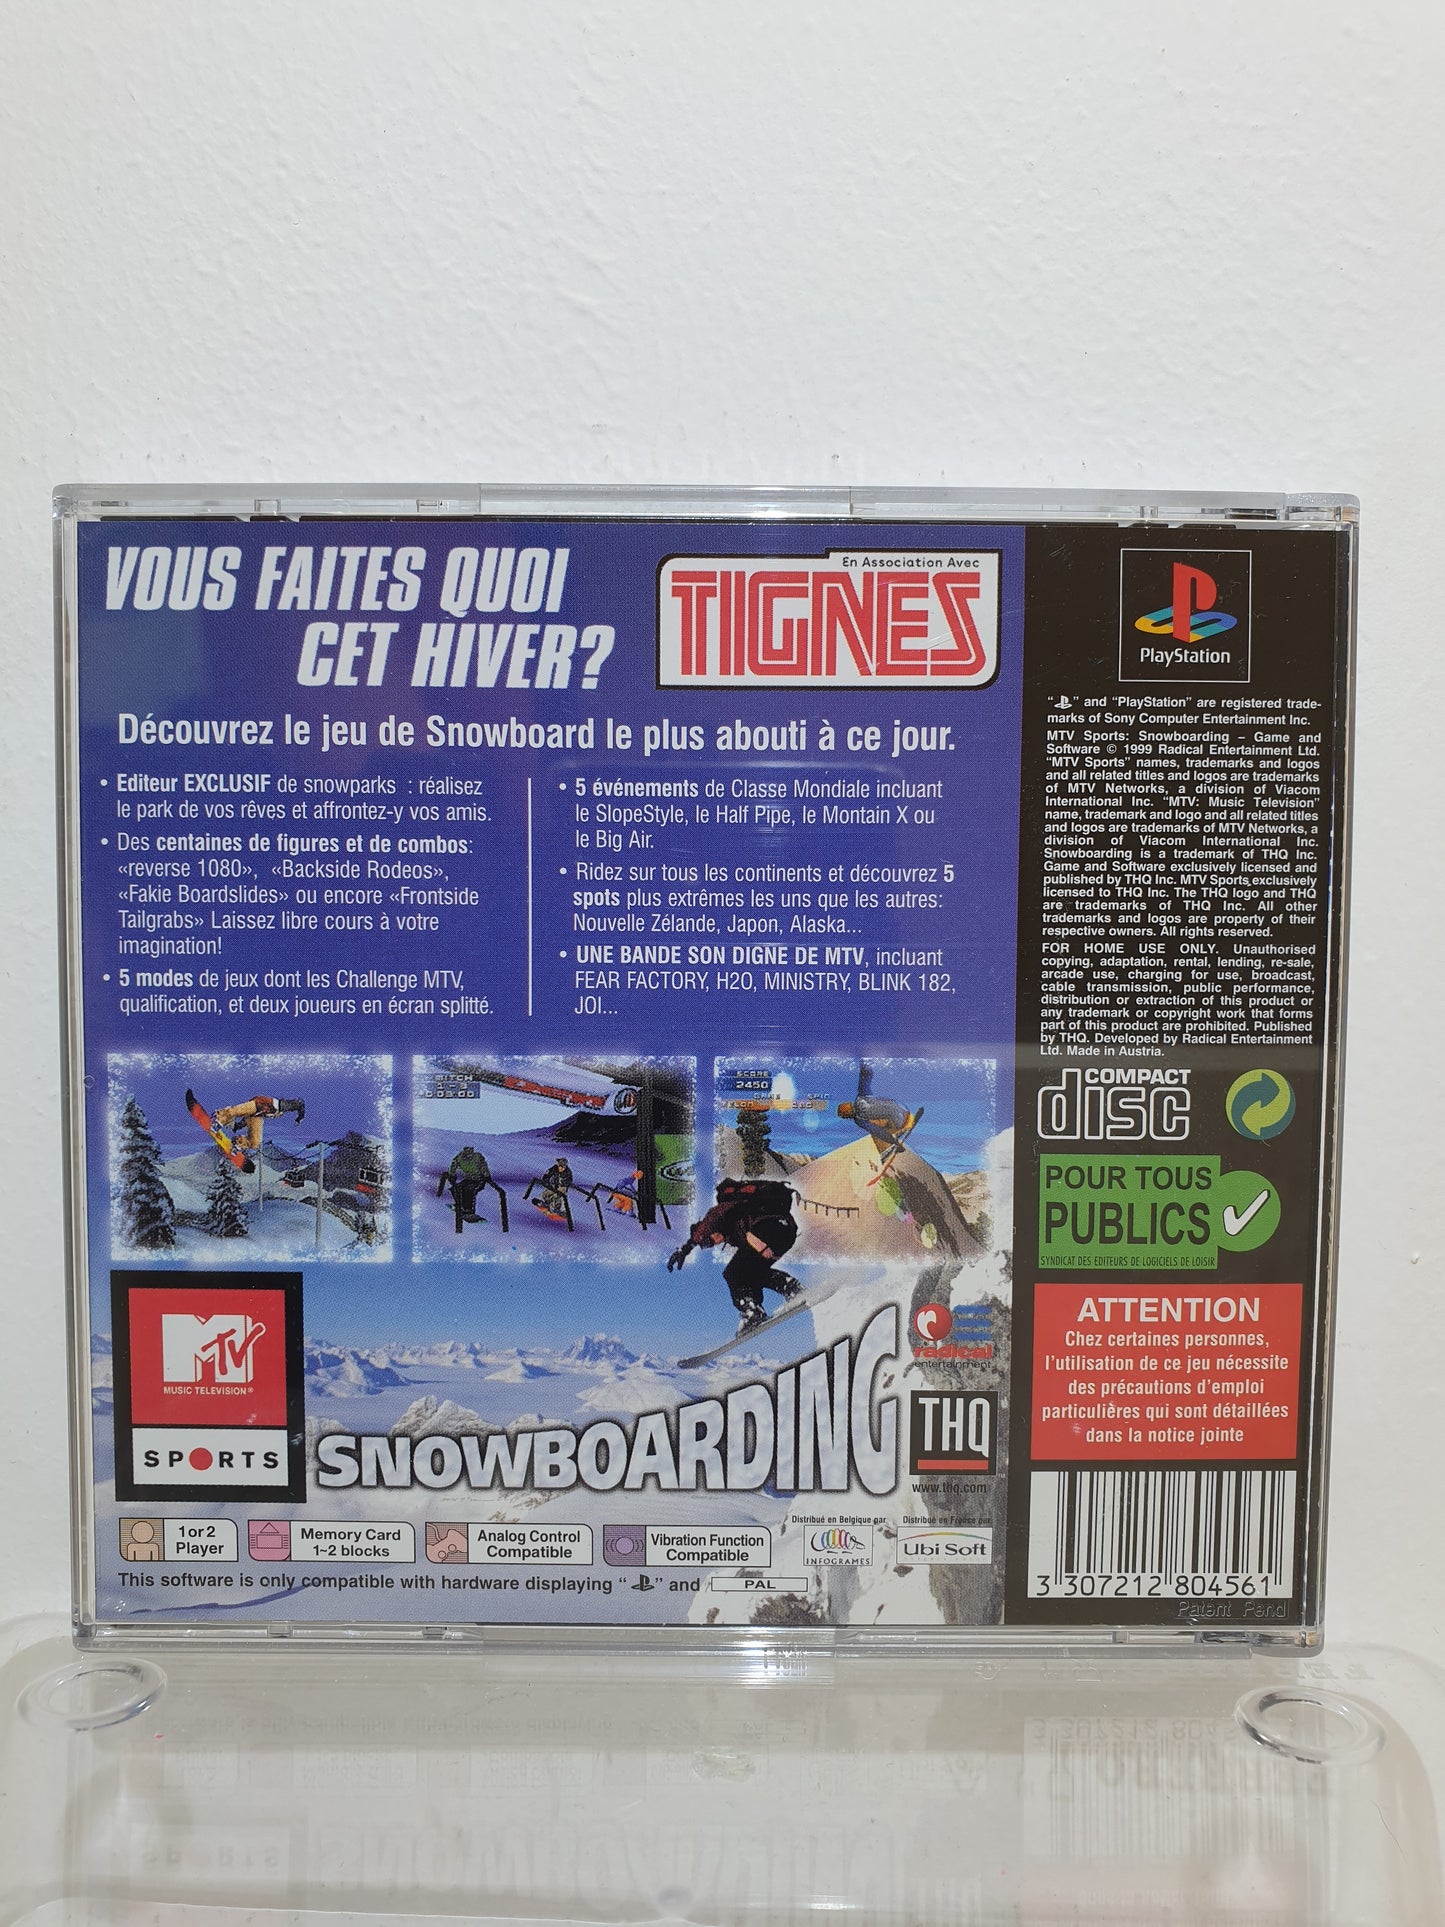 VOUS FAITES QUOI
CET HIVER?
En Association Avec
TIGNES
Découvrez le jeu de Snowboard le plus abouti à ce jour.
• Editeur EXCLUSIF de snowparks : réalisez
le park de vos rêves et affrontez-y vos amis.
• Des centaines de figures et de combos:
«reverse 1080», «Backside Rodeos»,
«Fakie Boardslides» ou encore «Frontside
Tailgrabs» Laissez libre cours à votre
imagination!
• 5 modes de jeux dont les Challenge MTV,
qualification, et deux joueurs en écran splitté.
• 5 événements de Classe Mondiale incluant
le SlopeStyle, le Half Pipe, le Montain X ou
le Big Air.
• Ridez sur tous les continents et découvrez 5
spots plus extrêmes les uns que les autres:
Nouvelle Zélande, Japon, Alaska...
• UNE BANDE SON DIGNE DE MTV, incluant
FEAR FACTORY, H2O, MINISTRY, BLINK 182,
JOI...
SCORE
2450
MTV
MUSIC TELEVISION®
SPORTS
SNOWBOARDING
radical
entertainment
THQ
www.thq.com
1 or 2
Player
Memory Card
1~2 blocks
Analog Control
Compatible
Vibration Function
Compatible
Distribué en Belgique par
INFOGRAMES
Distribué en France par
Ubi Soft
This software is only compatible with hardware displaying " " and PAL
PlayStation
" " and "PlayStation" are registered trade-
marks of Sony Computer Entertainment Inc.
MTV Sports: Snowboarding – Game and
Software © 1999 Radical Entertainment Ltd.
"MTV Sports" names, trademarks and logos
and all related titles and logos are trademarks
of MTV Networks, a division of Viacom
International Inc. "MTV: Music Television"
name, trademark and logo and all related titles
and logos are trademarks of MTV Networks, a
division of Viacom International Inc.
Snowboarding is a trademark of THQ Inc.
Game and Software exclusively licensed and
published by THQ Inc. MTV Sports exclusively
licensed to THQ Inc. The THQ logo and THQ
are trademarks of THQ Inc. All other
trademarks and logos are property of their
respective owners. All rights reserved.
FOR HOME USE ONLY. Unauthorised
copying, adaptation, rental, lending, re-sale,
arcade use, charging for use, broadcast,
cable transmission, public performance,
distribution or extraction of this product or
any trademark or copyright work that forms
part of this product are prohibited. Published
by THQ. Developed by Radical Entertainment
Ltd. Made in Austria.
COMPACT
disc
POUR TOUS
PUBLICS
SYNDICAT DES EDITEURS DE LOGICIELS DE LOISIR
ATTENTION
Chez certaines personnes,
l'utilisation de ce jeu nécessite
des précautions d'emploi
particulières qui sont détaillées
dans la notice jointe
3 307212 804561
Patent Pend